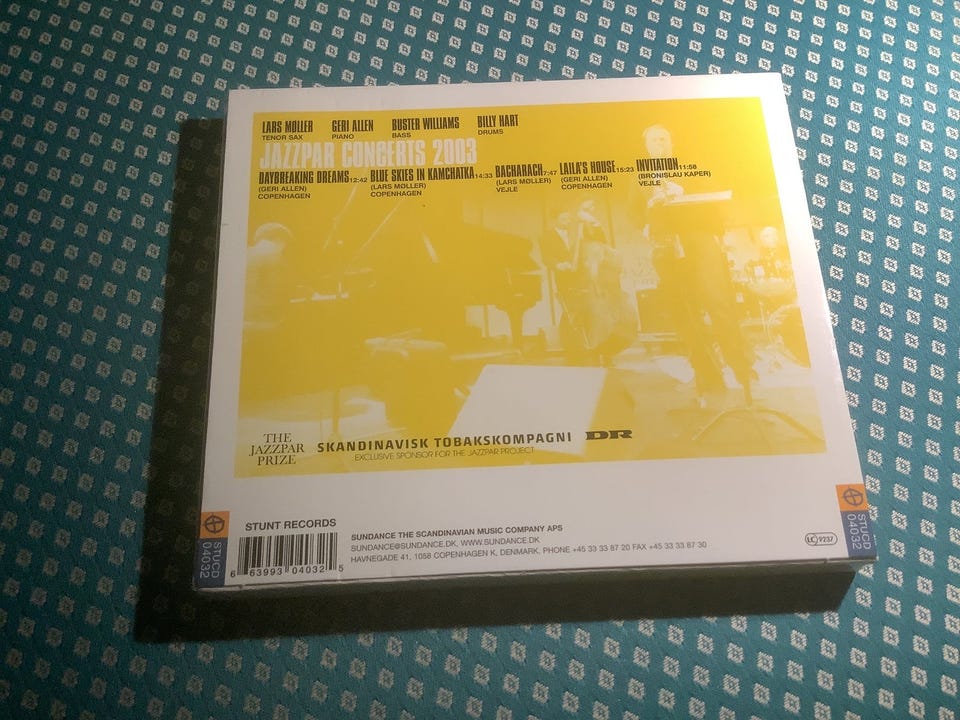 LARS MØLLER GERI ALLEN BUSTER WILLIAMS BILLY HART
TENOR SAX PIANO BASS DRUMS
JAZZPAR CONCERTS 2003
DAYBREAKING DREAMS 12:42 BLUE SKIES IN KAMCHATKA 14:33 BACHARACH 7:47 LAILA'S HOUSE 15:23 INVITATION 11:58
(GERI ALLEN) (LARS MØLLER) (LARS MØLLER) (GERI ALLEN) (BRONISLAU KAPER)
COPENHAGEN COPENHAGEN VEJLE COPENHAGEN VEJLE
THE
JAZZPAR
PRIZE
SKANDINAVISK TOBAKSKOMPAGNI DR
EXCLUSIVE SPONSOR FOR THE JAZZPAR PROJECT
STUNT RECORDS
SUNDANCE THE SCANDINAVIAN MUSIC COMPANY APS
SUNDANCE@SUNDANCE.DK, WWW.SUNDANCE.DK
HAVNEGADE 41, 1058 COPENHAGEN K, DENMARK, PHONE +45 33 33 87 20 FAX +45 33 33 87 30
6 63993 04032 5
STUCD
04032
LC 9237
STUCD
04032